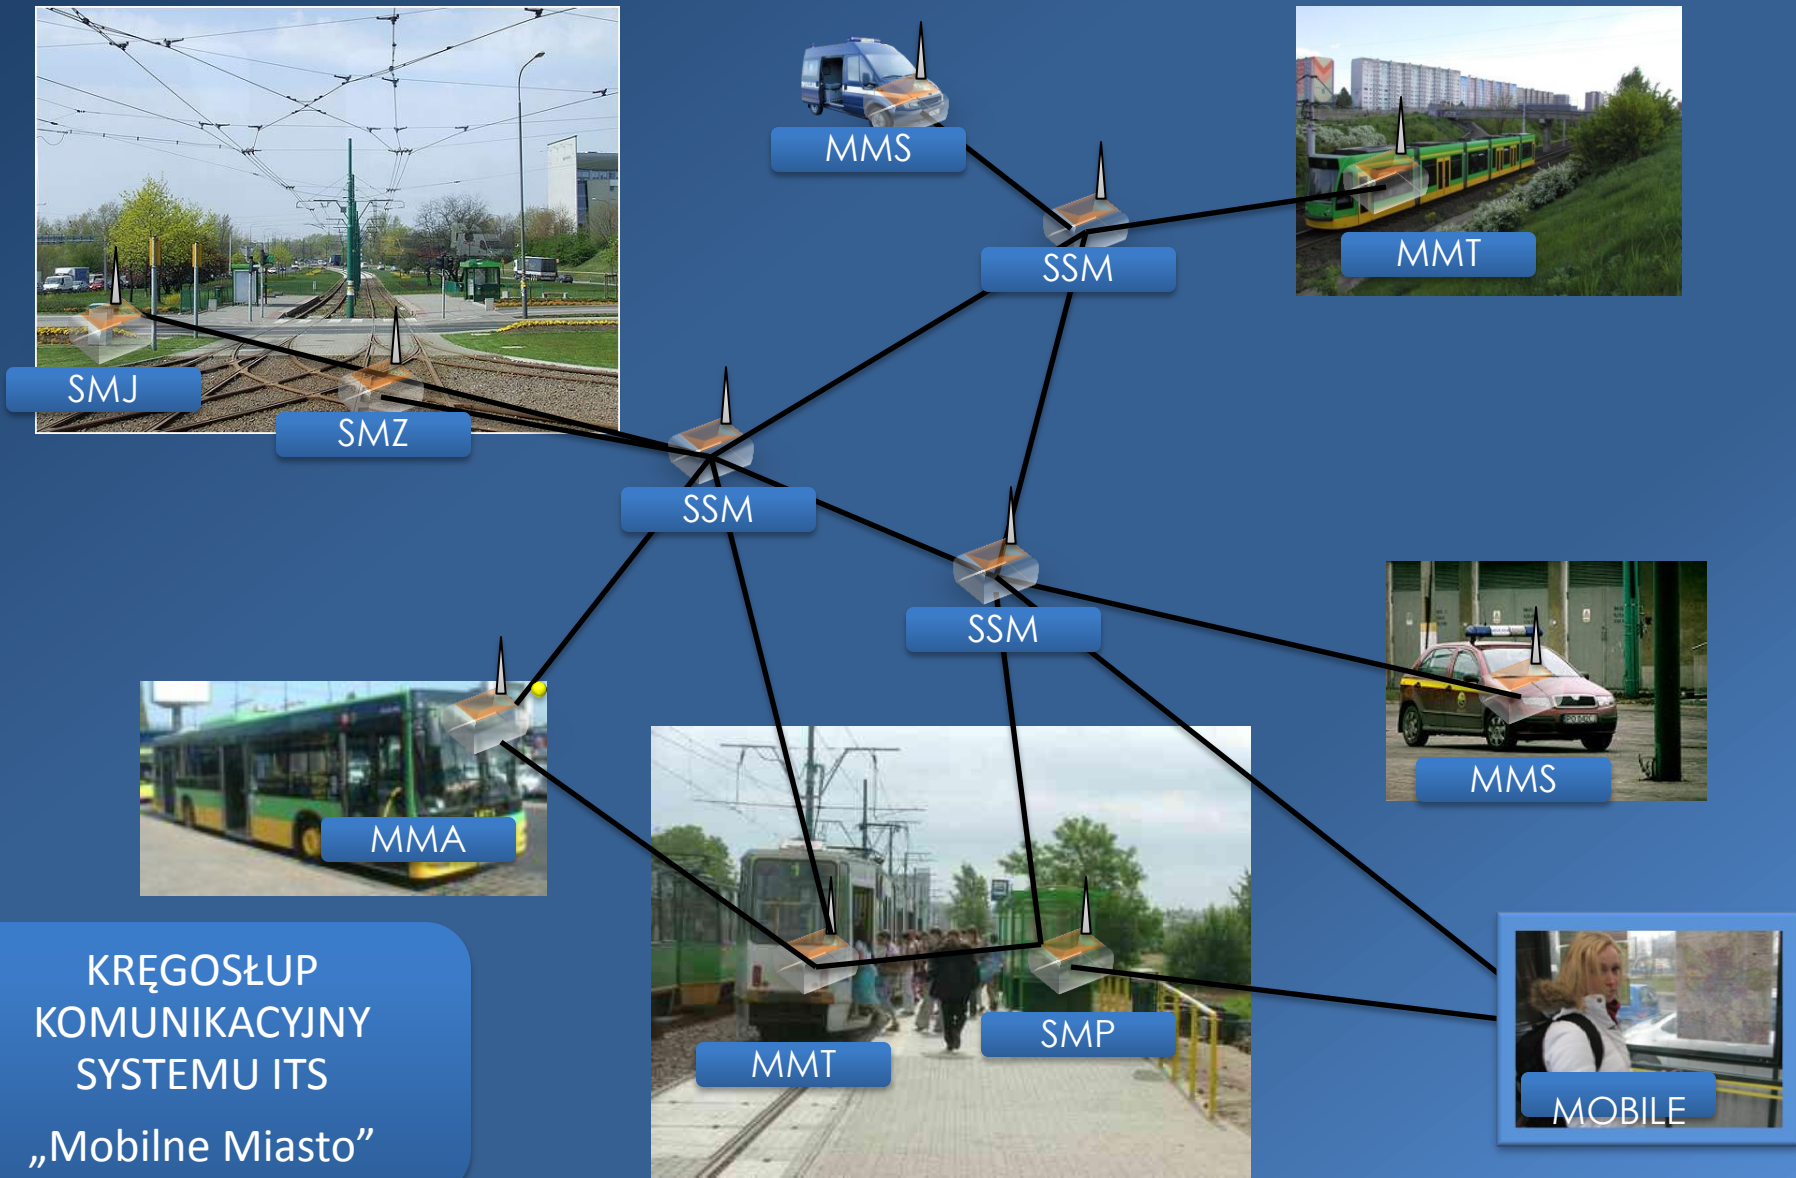 MMS
MMT
SSM
SMJ
SMZ
SSM
SSM
MMS
MMA
SMP
MMT
MOBILE
KRĘGOSŁUP
KOMUNIKACYJNY
SYSTEMU ITS
„Mobilne Miasto”